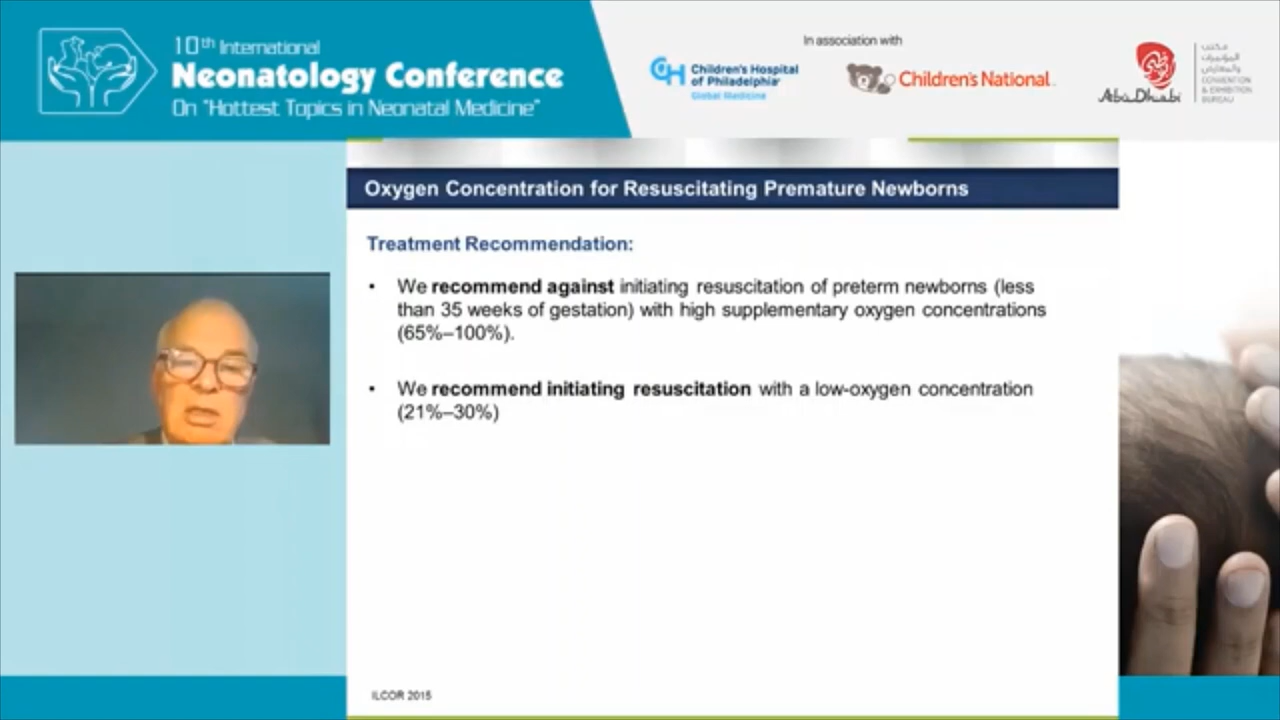 10th International
Neonatology Conference
On "Hottest Topics in Neonatal Medicine"
In association with
Children's Hospital
of Philadelphia
Global Medicine
Children's National
Abu Dhabi
مكتب
المؤتمرات
والمعارض
CONVENTION
& EXHIBITION
BUREAU
Oxygen Concentration for Resuscitating Premature Newborns
Treatment Recommendation:
• We recommend against initiating resuscitation of preterm newborns (less
than 35 weeks of gestation) with high supplementary oxygen concentrations
(65%–100%).
• We recommend initiating resuscitation with a low-oxygen concentration
(21%–30%)
ILCOR 2015